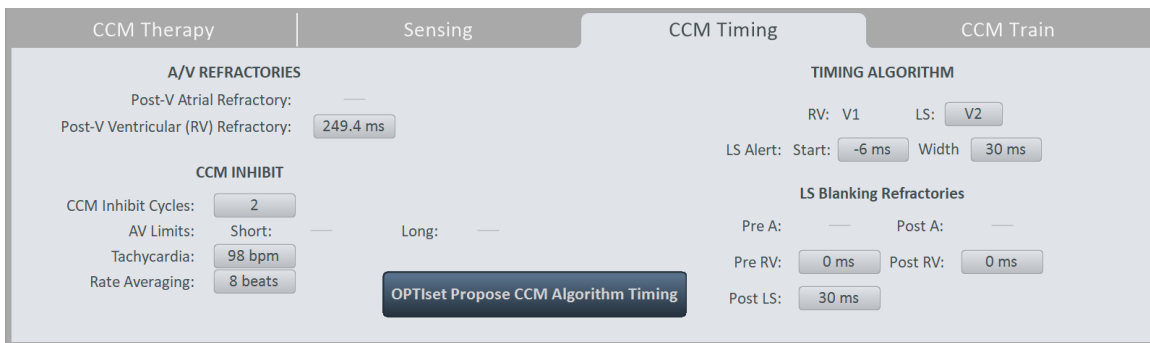 CCM Therapy
Sensing
CCM Timing
CCM Train
A/V REFRACTORIES
Post-V Atrial Refractory: —
Post-V Ventricular (RV) Refractory: 249.4 ms
CCM INHIBIT
CCM Inhibit Cycles: 2
AV Limits: Short: — Long: —
Tachycardia: 98 bpm
Rate Averaging: 8 beats
OPTIset Propose CCM Algorithm Timing
TIMING ALGORITHM
RV: V1 LS: V2
LS Alert: Start: -6 ms Width 30 ms
LS Blanking Refractories
Pre A: — Post A: —
Pre RV: 0 ms Post RV: 0 ms
Post LS: 30 ms